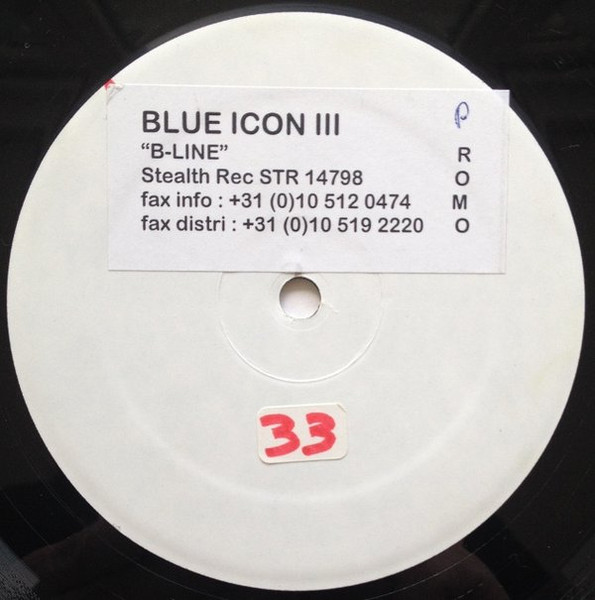 BLUE ICON III
"B-LINE"
Stealth Rec STR 14798
fax info : +31 (0)10 512 0474
fax distri : +31 (0)10 519 2220
P
R
O
M
O
33